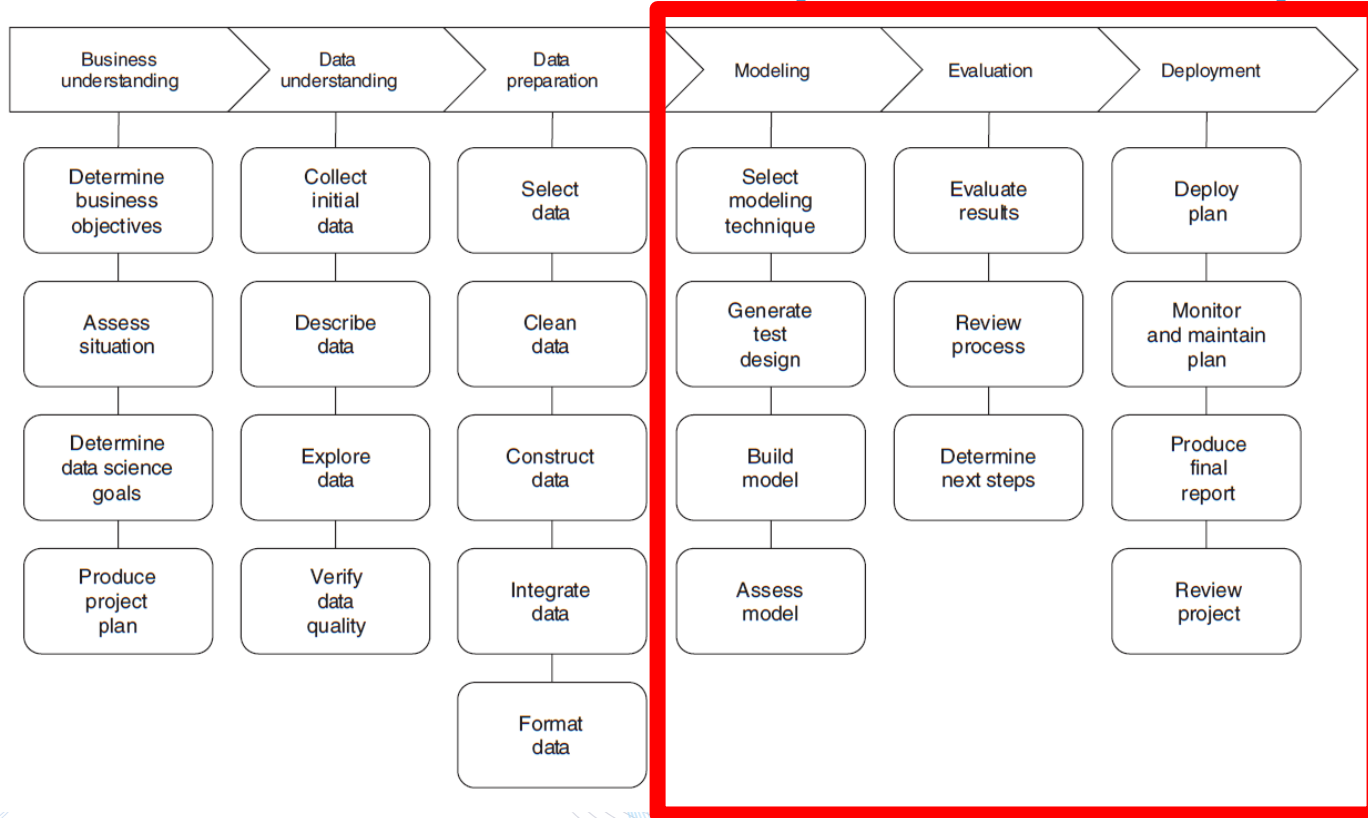 Business
understanding
Data
understanding
Data
preparation
Modeling
Evaluation
Deployment
Determine
business
objectives
Assess
situation
Determine
data science
goals
Produce
project
plan
Collect
initial
data
Describe
data
Explore
data
Verify
data
quality
Select
data
Clean
data
Construct
data
Integrate
data
Format
data
Select
modeling
technique
Generate
test
design
Build
model
Assess
model
Evaluate
results
Review
process
Determine
next steps
Deploy
plan
Monitor
and maintain
plan
Produce
final
report
Review
project